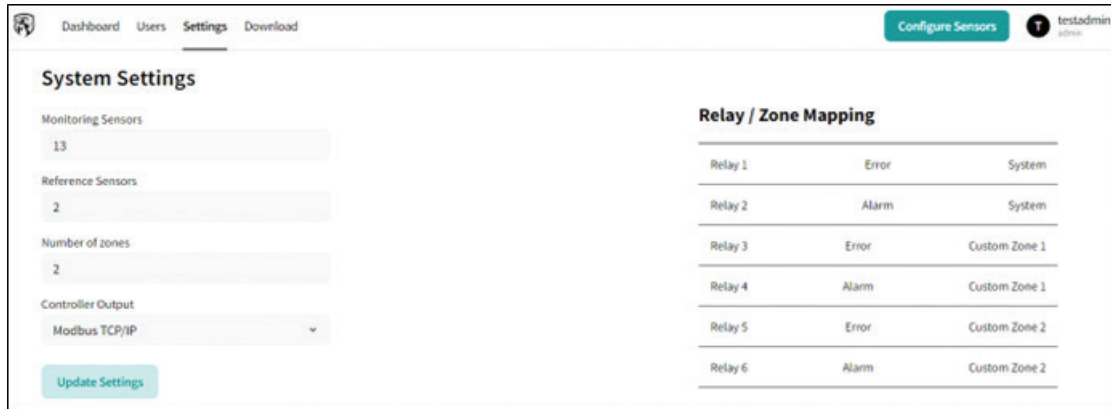 Dashboard Users Settings Download
Configure Sensors
T
testadmin
admin
System Settings
Monitoring Sensors
13
Reference Sensors
2
Number of zones
2
Controller Output
Modbus TCP/IP
Update Settings
Relay / Zone Mapping
Relay 1 Error System
Relay 2 Alarm System
Relay 3 Error Custom Zone 1
Relay 4 Alarm Custom Zone 1
Relay 5 Error Custom Zone 2
Relay 6 Alarm Custom Zone 2